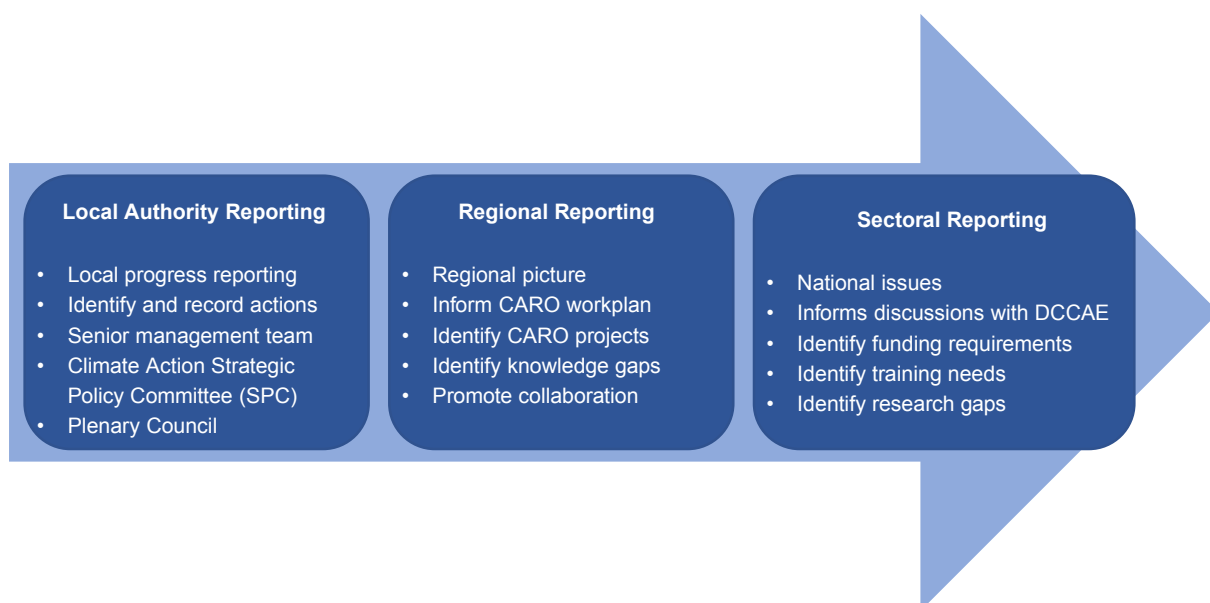 Local Authority Reporting
• Local progress reporting
• Identify and record actions
• Senior management team
• Climate Action Strategic
Policy Committee (SPC)
• Plenary Council
Regional Reporting
• Regional picture
• Inform CARO workplan
• Identify CARO projects
• Identify knowledge gaps
• Promote collaboration
Sectoral Reporting
• National issues
• Informs discussions with DCCAE
• Identify funding requirements
• Identify training needs
• Identify research gaps